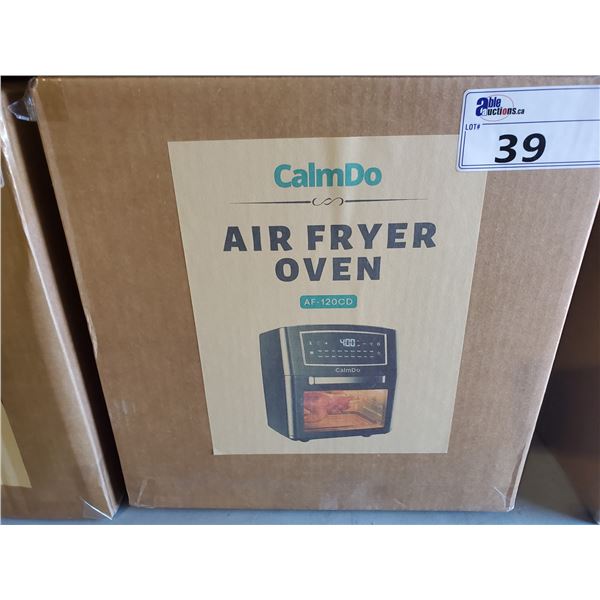 able
auctions.ca
LOT#
39
CalmDo
AIR FRYER
OVEN
AF-120CD
400
CalmDo